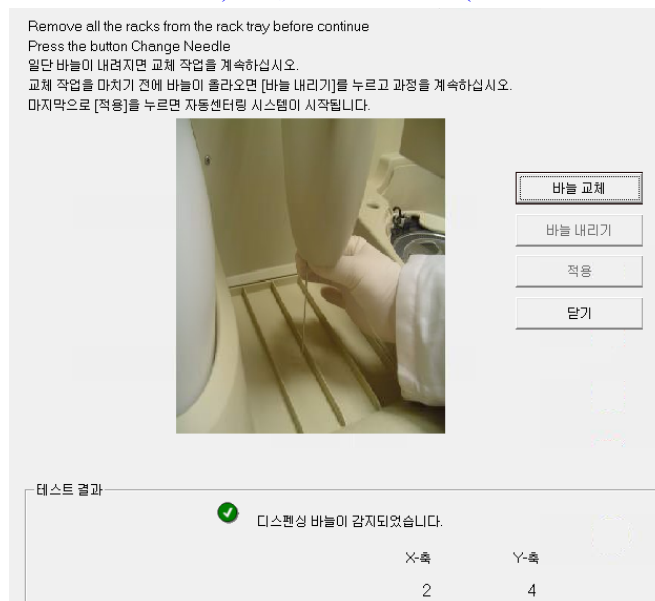 Remove all the racks from the rack tray before continue
Press the button Change Needle
일단 바늘이 내려지면 교체 작업을 계속하십시오.
교체 작업을 마치기 전에 바늘이 올라오면 [바늘 내리기]를 누르고 과정을 계속하십시오.
마지막으로 [적용]을 누르면 자동센터링 시스템이 시작됩니다.
바늘 교체
바늘 내리기
적용
닫기
테스트 결과
디스펜싱 바늘이 감지되었습니다.
X-축 Y-축
2 4